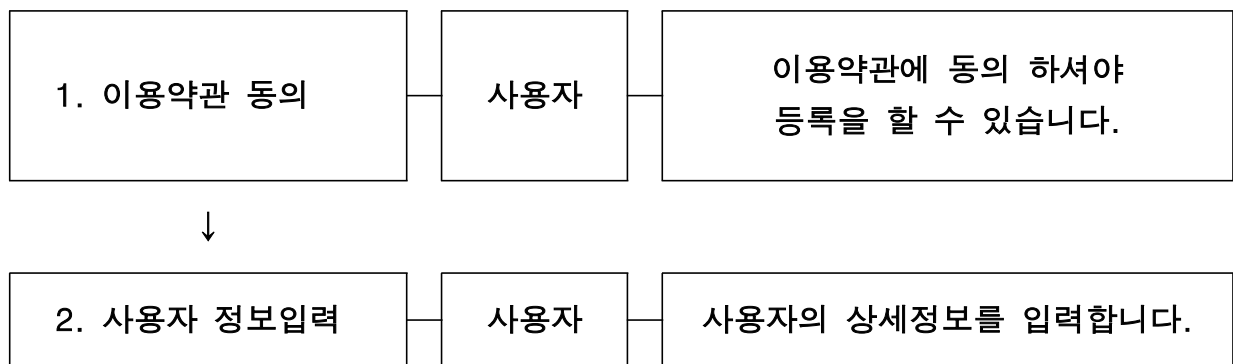 1. 이용약관 동의
사용자
이용약관에 동의 하셔야
등록을 할 수 있습니다.
↓
2. 사용자 정보입력
사용자
사용자의 상세정보를 입력합니다.